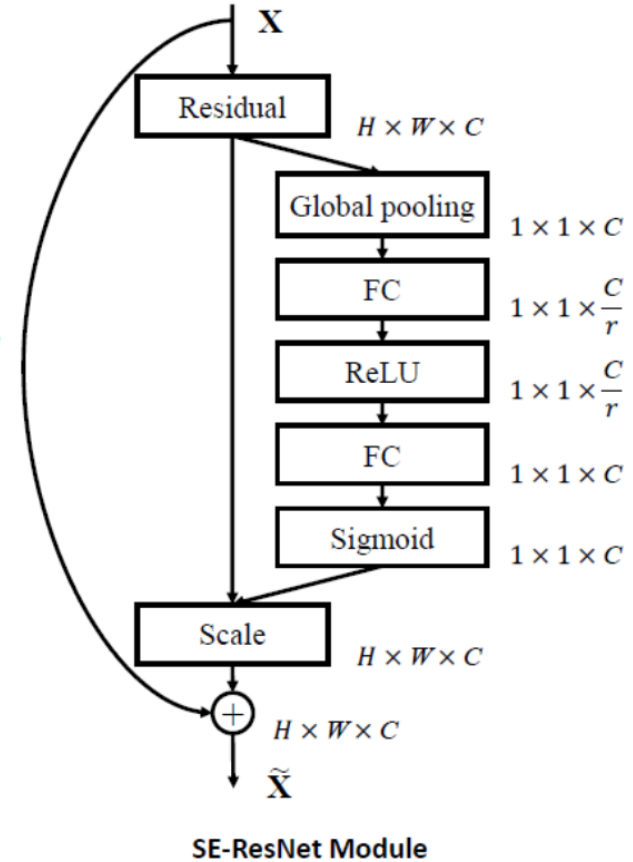 X
Residual
H × W × C
Global pooling
1 × 1 × C
FC
1 × 1 × C/r
ReLU
1 × 1 × C/r
FC
1 × 1 × C
Sigmoid
1 × 1 × C
Scale
H × W × C
+
H × W × C
X̃
SE-ResNet Module